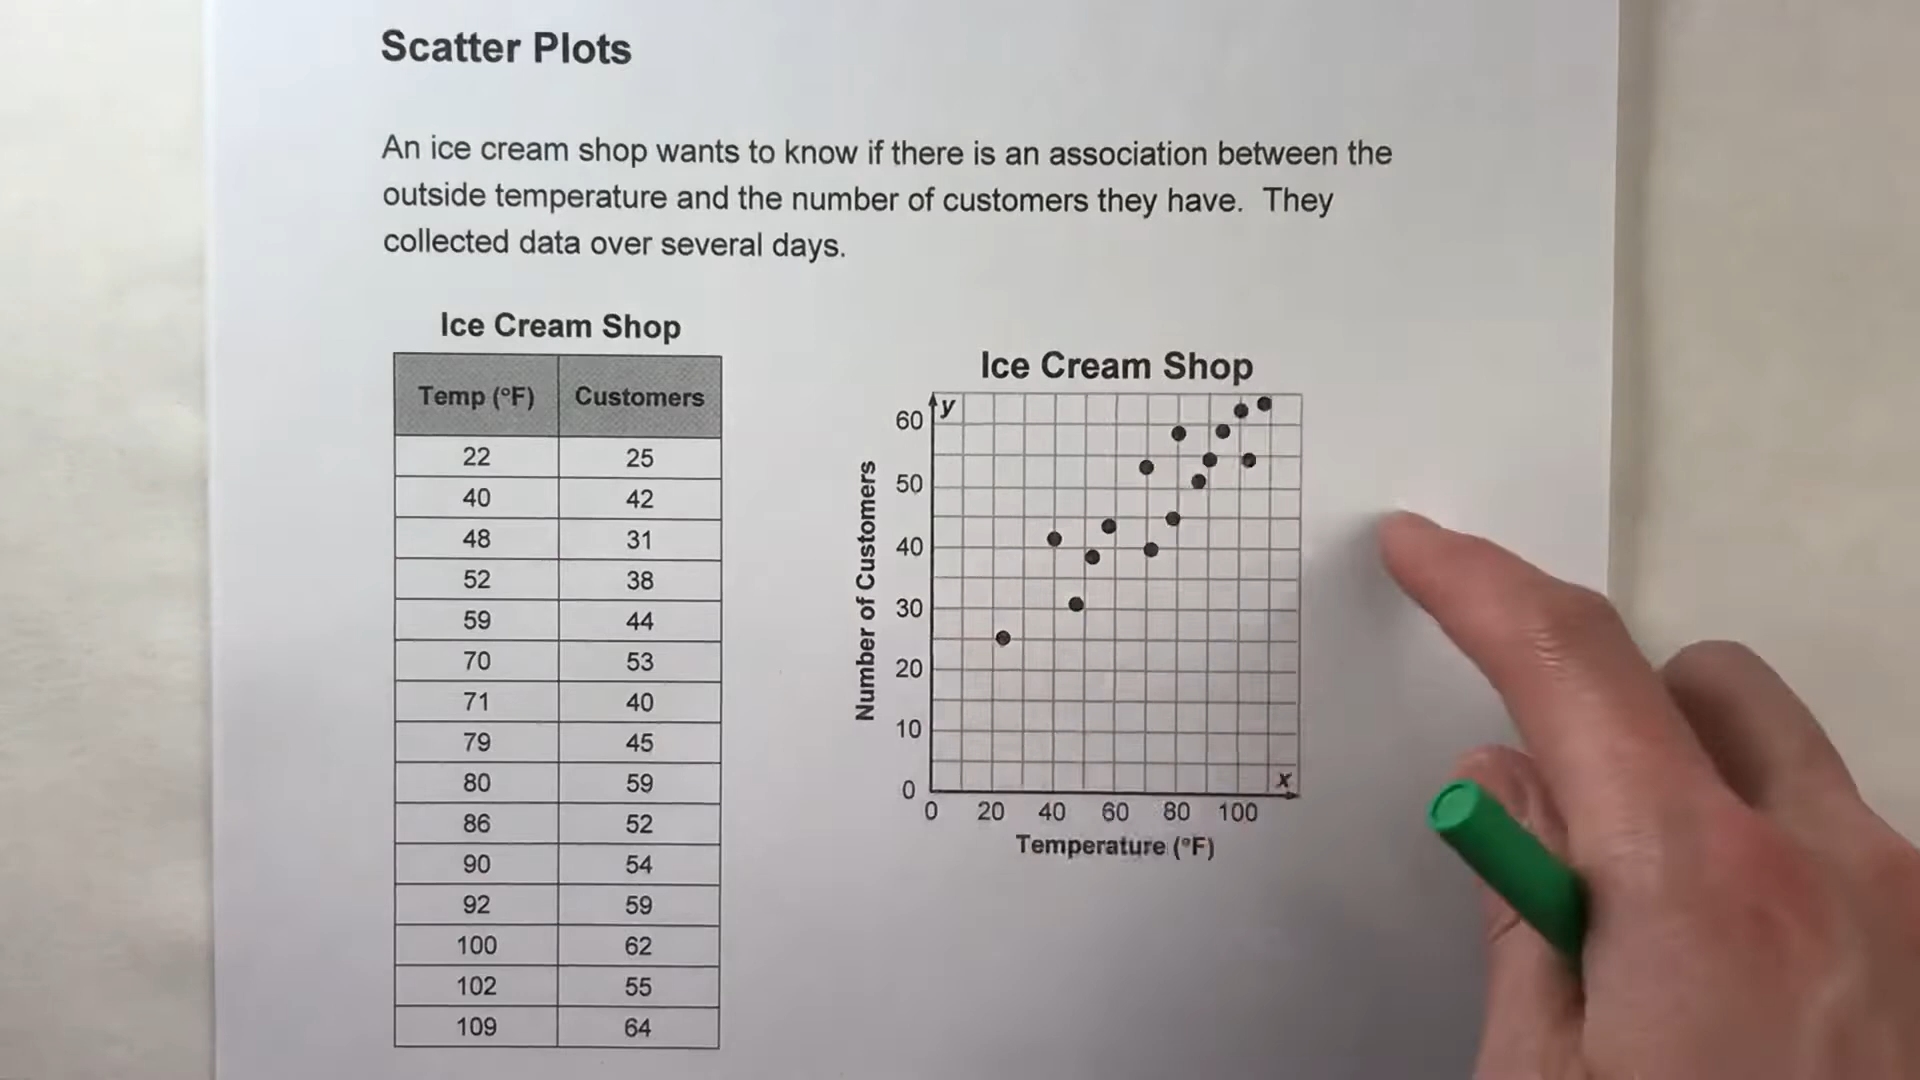 Scatter Plots
An ice cream shop wants to know if there is an association between the
outside temperature and the number of customers they have. They
collected data over several days.
Ice Cream Shop
Temp (°F) Customers
22 25
40 42
48 31
52 38
59 44
70 53
71 40
79 45
80 59
86 52
90 54
92 59
100 62
102 55
109 64
Ice Cream Shop
y
60
50
40
30
20
10
0
Number of Customers
x
0 20 40 60 80 100
Temperature (°F)